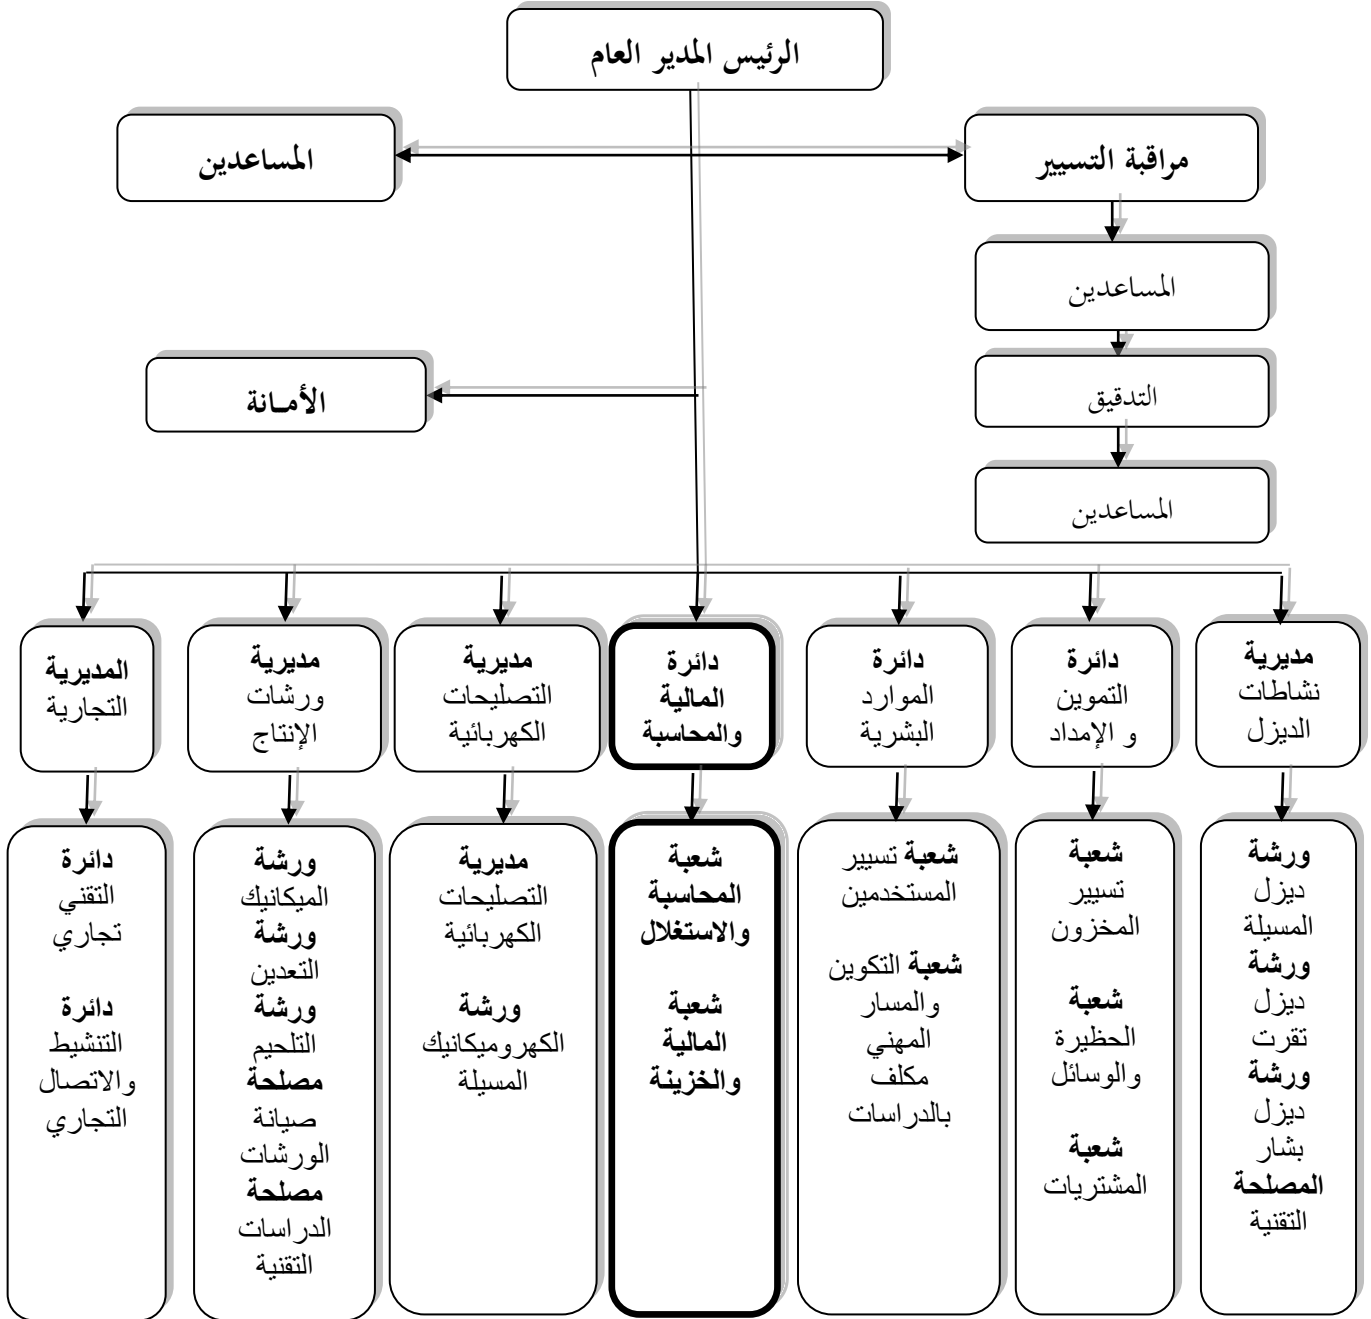 الرئيس المدير العام
مراقبة التسيير
المساعدين
المساعدين
التدقيق
الأمـانة
المساعدين
مديرية
نشاطات
الديزل
دائرة
التموين
و الإمداد
دائرة
الموارد
البشرية
دائرة
المالية
والمحاسبة
مديرية
التصليحات
الكهربائية
مديرية
ورشات
الإنتاج
المديرية
التجارية
ورشة
ديزل
المسيلة
ورشة
ديزل
تقرت
ورشة
ديزل
بشار
المصلحة
التقنية
شعبة
تسيير
المخزون
شعبة
الحظيرة
والوسائل
شعبة
المشتريات
شعبة تسيير
المستخدمين
شعبة التكوين
والمسار
المهني
مكلف
بالدراسات
شعبة
المحاسبة
والاستغلال
شعبة
المالية
والخزينة
مديرية
التصليحات
الكهربائية
ورشة
الكهروميكانيك
المسيلة
ورشة
الميكانيك
ورشة
التعدين
ورشة
التلحيم
مصلحة
صيانة
الورشات
مصلحة
الدراسات
التقنية
دائرة
التقني
تجاري
دائرة
التنشيط
والاتصال
التجاري